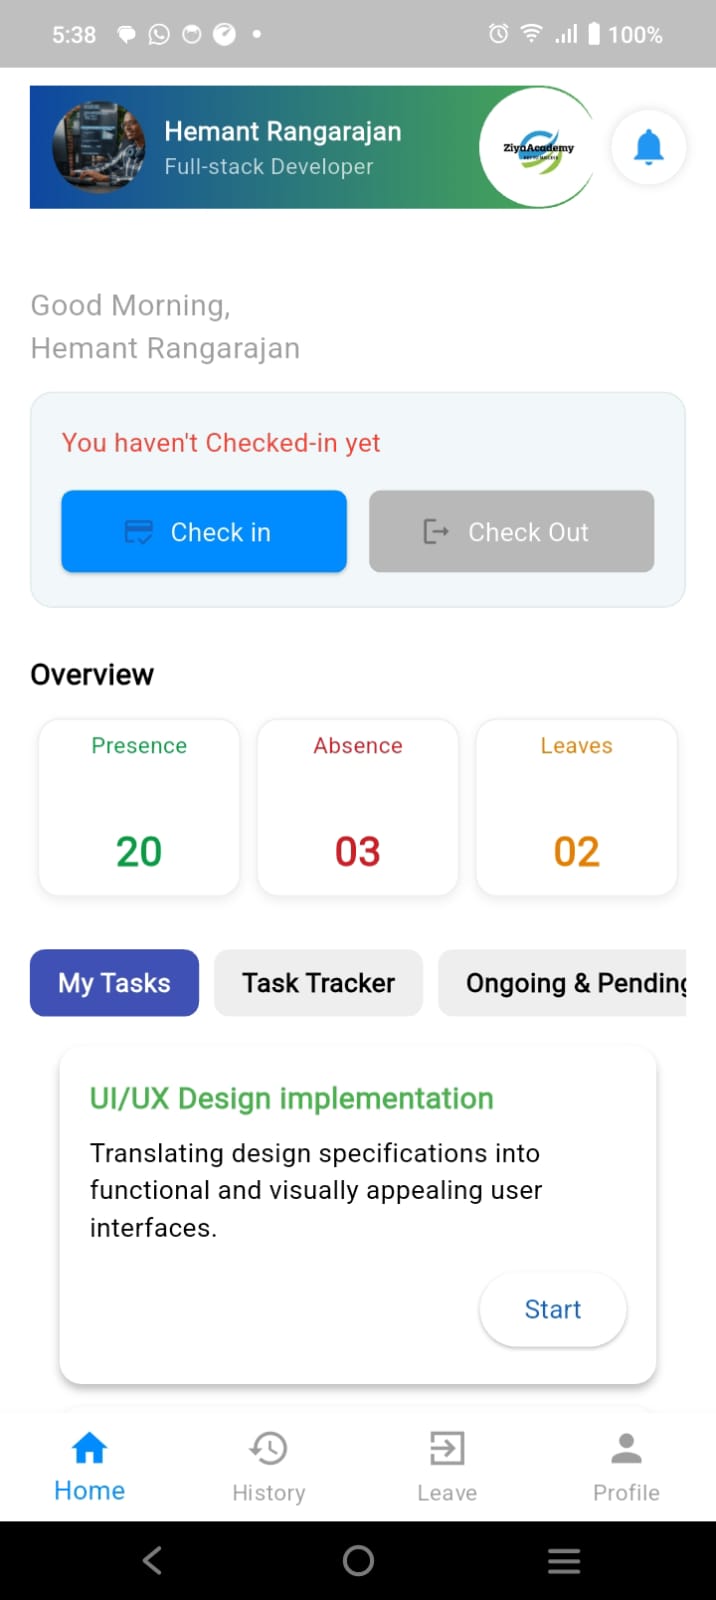 5:38
100%
Hemant Rangarajan
Full-stack Developer
ZiyaAcademy
Good Morning,
Hemant Rangarajan
You haven't Checked-in yet
Check in
Check Out
Overview
Presence
Absence
Leaves
20
03
02
My Tasks
Task Tracker
Ongoing & Pending
UI/UX Design implementation
Translating design specifications into
functional and visually appealing user
interfaces.
Start
Home
History
Leave
Profile